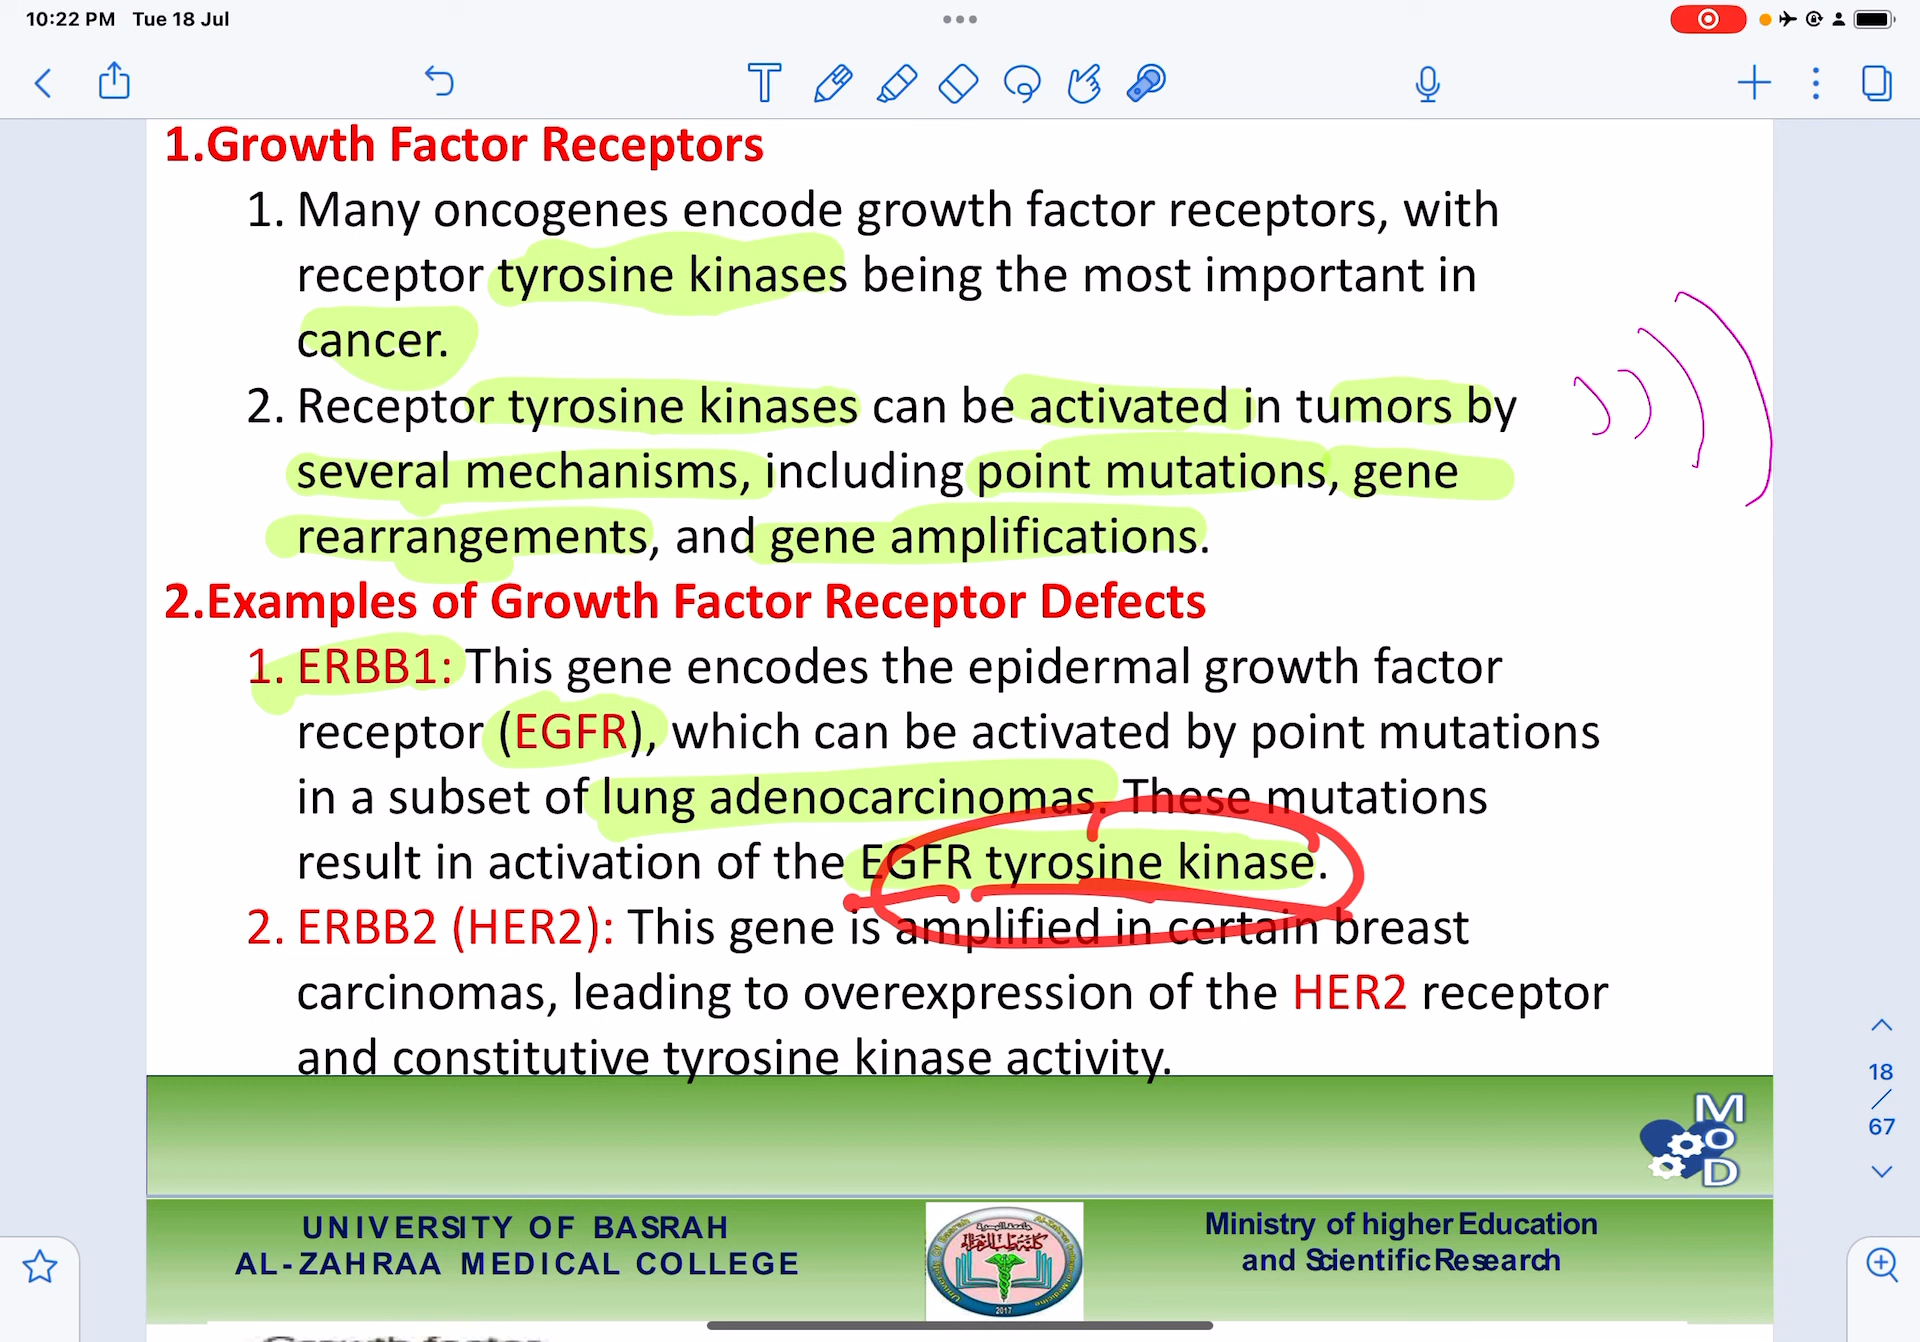 10:22 PM Tue 18 Jul
1.Growth Factor Receptors
1. Many oncogenes encode growth factor receptors, with
receptor tyrosine kinases being the most important in
cancer.
2. Receptor tyrosine kinases can be activated in tumors by
several mechanisms, including point mutations, gene
rearrangements, and gene amplifications.
2.Examples of Growth Factor Receptor Defects
1. ERBB1: This gene encodes the epidermal growth factor
receptor (EGFR), which can be activated by point mutations
in a subset of lung adenocarcinomas. These mutations
result in activation of the EGFR tyrosine kinase.
2. ERBB2 (HER2): This gene is amplified in certain breast
carcinomas, leading to overexpression of the HER2 receptor
and constitutive tyrosine kinase activity.
18
/
67
MOD
UNIVERSITY OF BASRAH
AL-ZAHRAA MEDICAL COLLEGE
2017
Ministry of higher Education
and Scientific Research